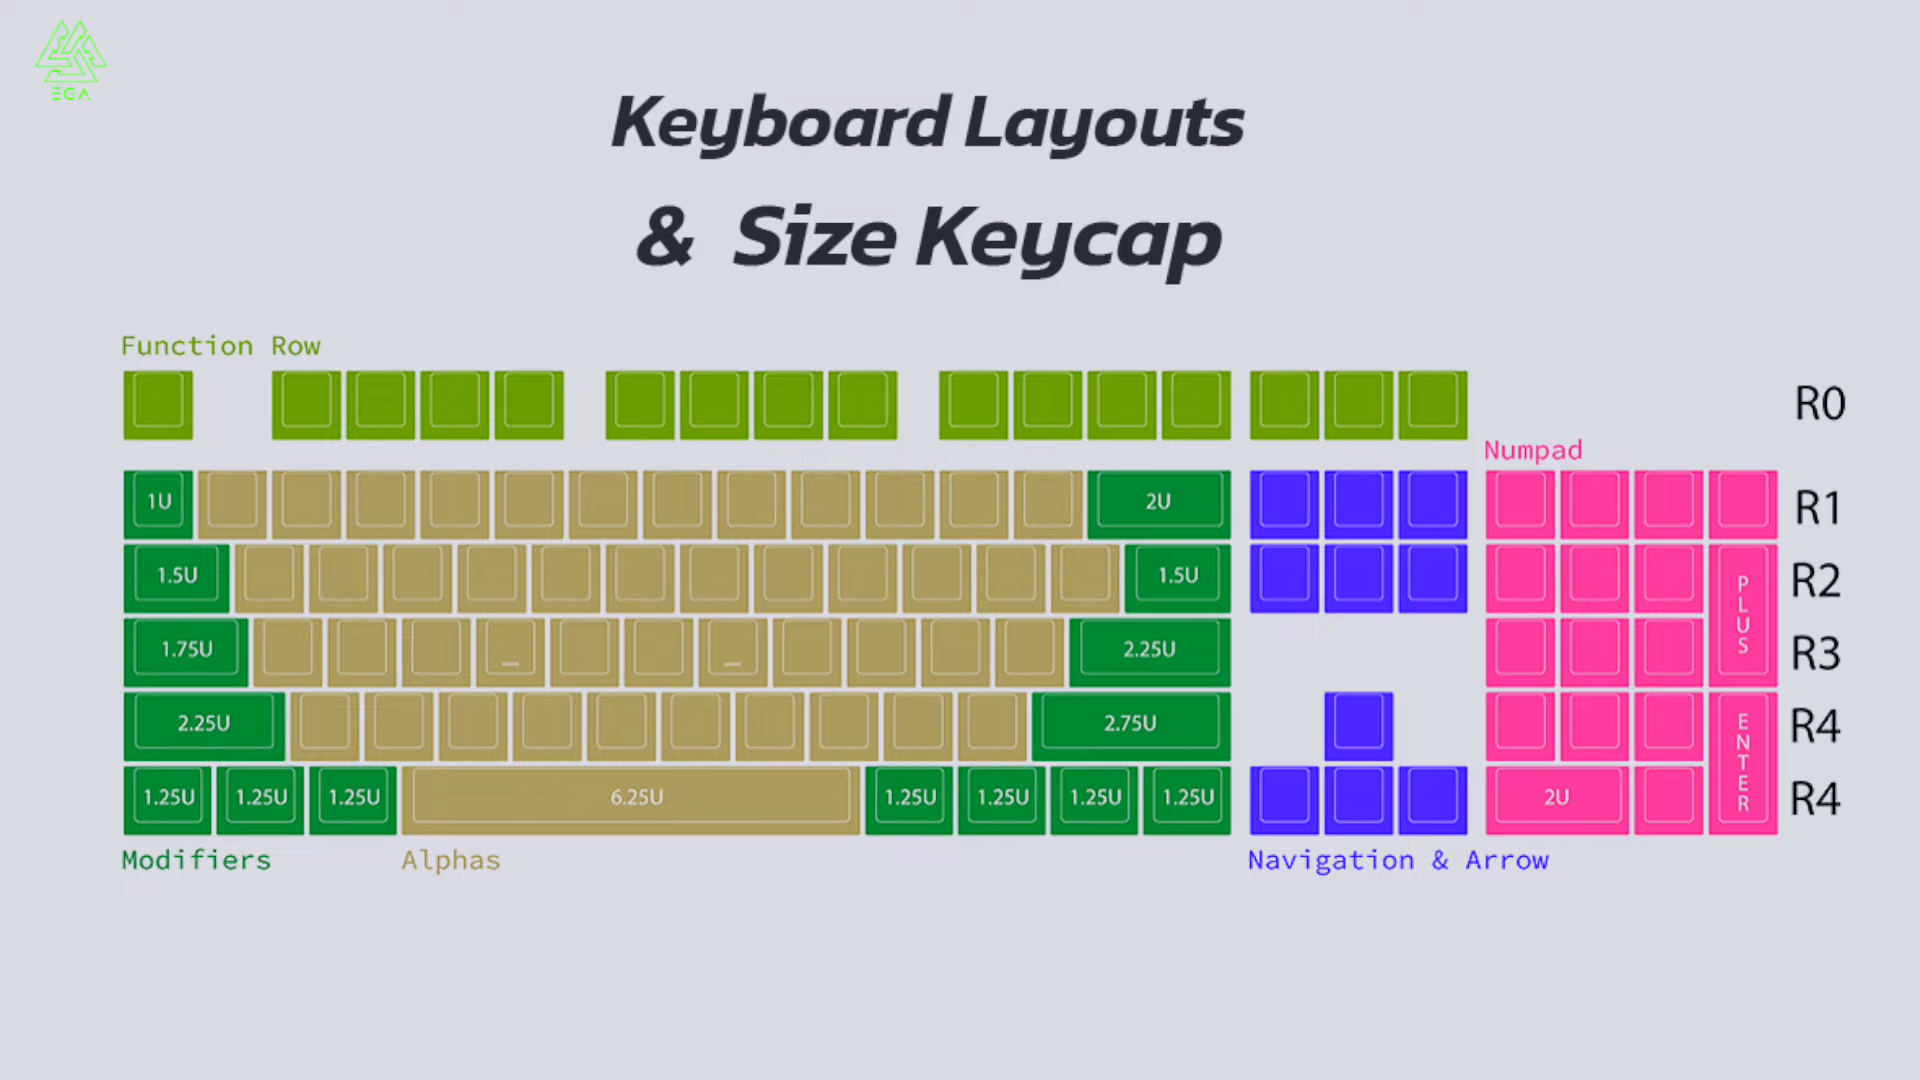 EGA
Keyboard Layouts
& Size Keycap
Function Row
R0
Numpad
1U 2U R1
1.5U 1.5U R2
PLUS
1.75U 2.25U R3
2.25U 2.75U R4
ENTER
1.25U 1.25U 1.25U 6.25U 1.25U 1.25U 1.25U 1.25U 2U R4
Modifiers Alphas Navigation & Arrow